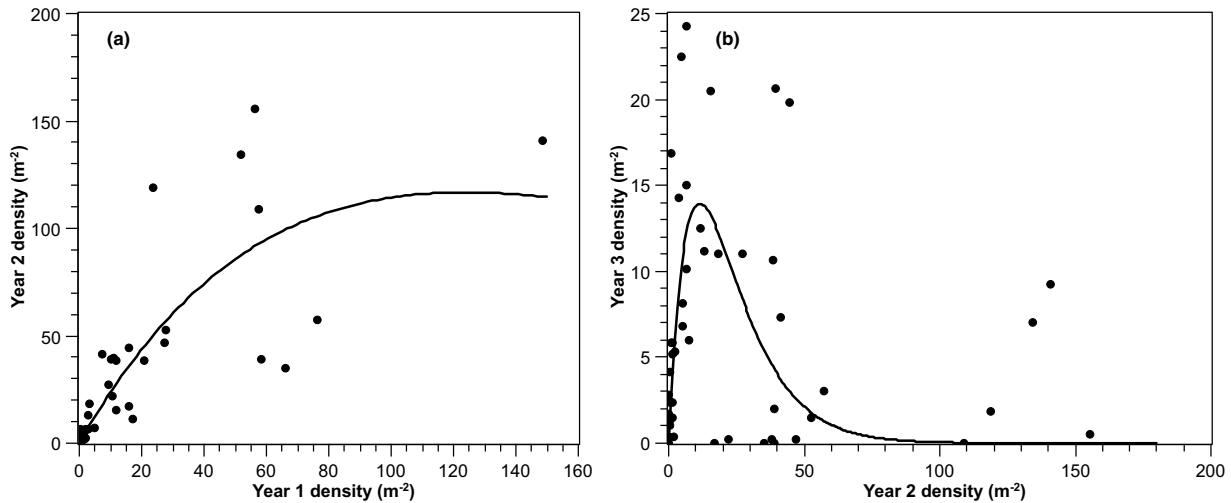 (a)
Year 2 density (m-2)
200
150
100
50
0
0 20 40 60 80 100 120 140 160
Year 1 density (m-2)
(b)
Year 3 density (m-2)
25
20
15
10
5
0
0 50 100 150 200
Year 2 density (m-2)